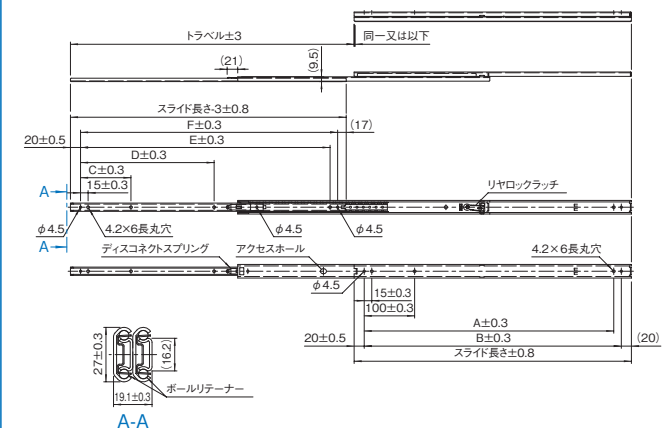 トラベル±3
同一又は以下
(21)
(9.5)
スライド長さ-3±0.8
F±0.3
(17)
20±0.5
E±0.3
D±0.3
C±0.3
15±0.3
リヤロックラッチ
A
A
φ4.5
4.2×6長丸穴
φ4.5
φ4.5
4.2×6長丸穴
ディスコネクトスプリング
アクセスホール
φ4.5
15±0.3
100±0.3
A±0.3
20±0.5
B±0.3
(20)
スライド長さ±0.8
27±0.3
(16.2)
ボールリテーナー
19.1±0.3
A-A